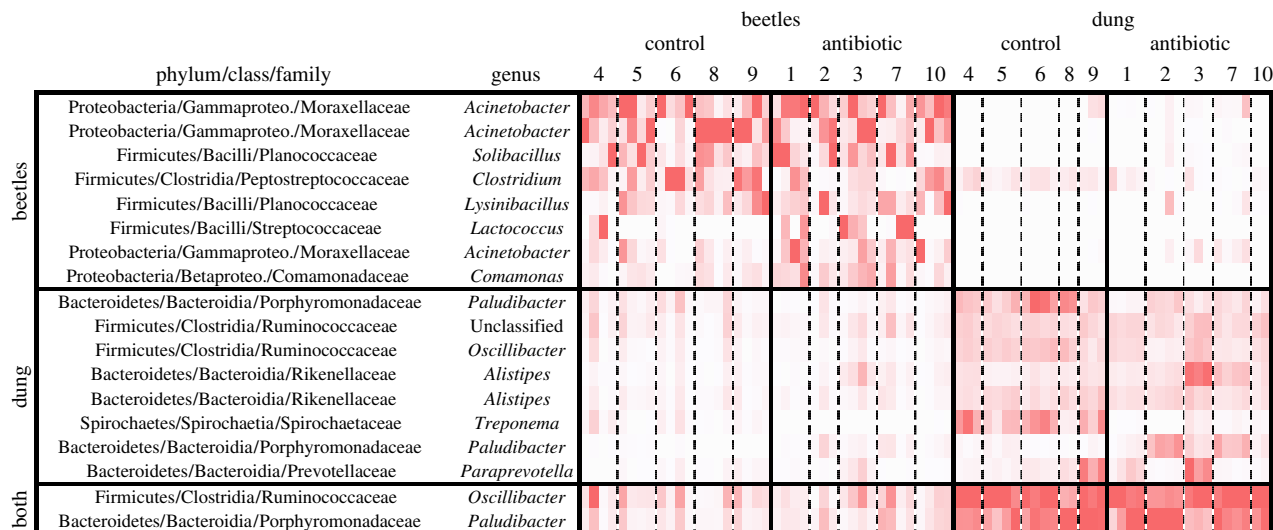 beetles dung
control antibiotic control antibiotic
phylum/class/family genus 4 5 6 8 9 1 2 3 7 10 4 5 6 8 9 1 2 3 7 10
beetles
Proteobacteria/Gammaproteo./Moraxellaceae Acinetobacter
Proteobacteria/Gammaproteo./Moraxellaceae Acinetobacter
Firmicutes/Bacilli/Planococcaceae Solibacillus
Firmicutes/Clostridia/Peptostreptococcaceae Clostridium
Firmicutes/Bacilli/Planococcaceae Lysinibacillus
Firmicutes/Bacilli/Streptococcaceae Lactococcus
Proteobacteria/Gammaproteo./Moraxellaceae Acinetobacter
Proteobacteria/Betaproteo./Comamonadaceae Comamonas
dung
Bacteroidetes/Bacteroidia/Porphyromonadaceae Paludibacter
Firmicutes/Clostridia/Ruminococcaceae Unclassified
Firmicutes/Clostridia/Ruminococcaceae Oscillibacter
Bacteroidetes/Bacteroidia/Rikenellaceae Alistipes
Bacteroidetes/Bacteroidia/Rikenellaceae Alistipes
Spirochaetes/Spirochaetia/Spirochaetaceae Treponema
Bacteroidetes/Bacteroidia/Porphyromonadaceae Paludibacter
Bacteroidetes/Bacteroidia/Prevotellaceae Paraprevotella
both
Firmicutes/Clostridia/Ruminococcaceae Oscillibacter
Bacteroidetes/Bacteroidia/Porphyromonadaceae Paludibacter